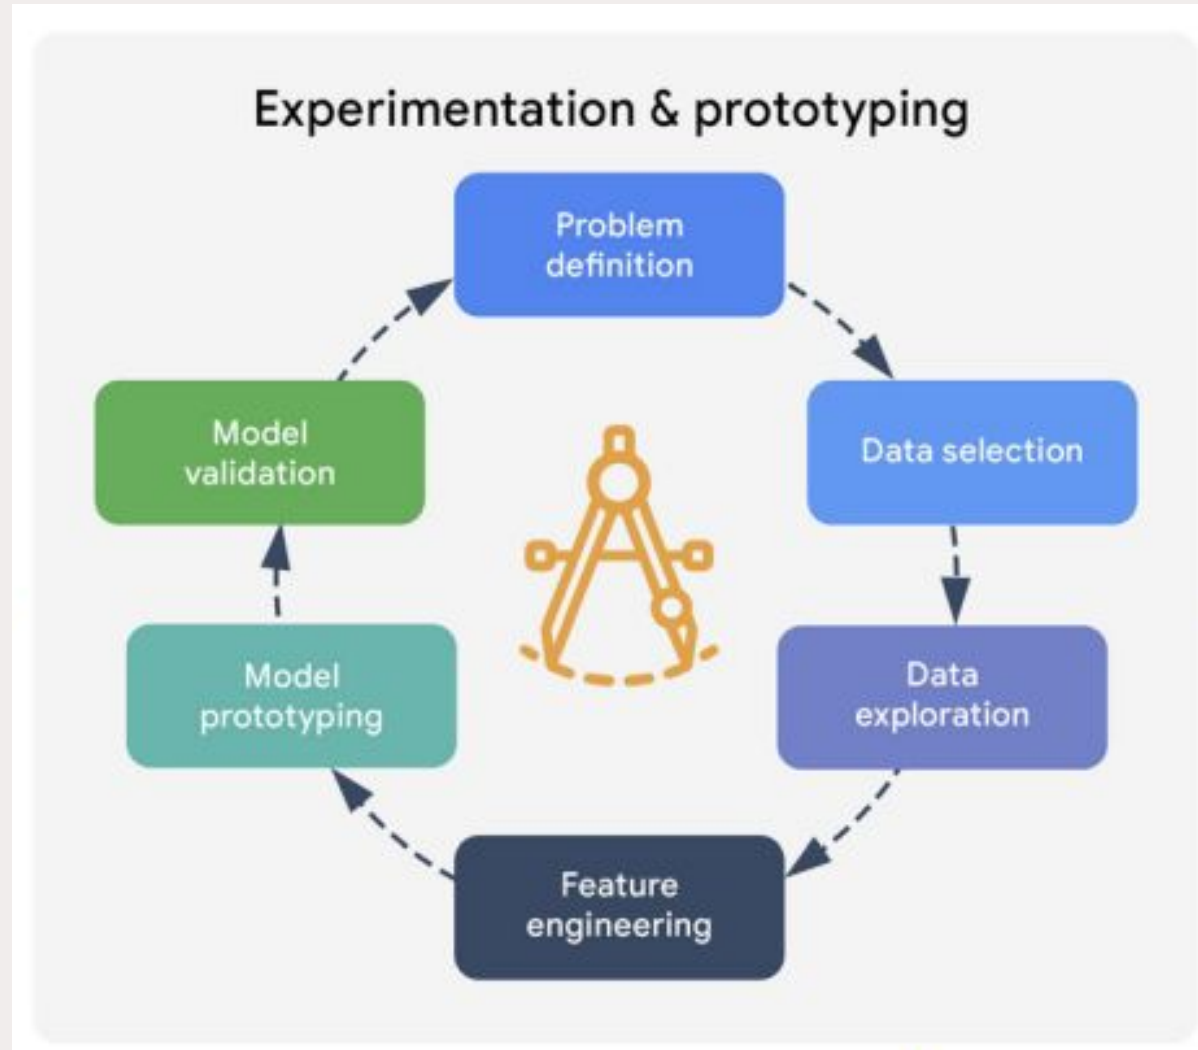 Experimentation & prototyping
Problem
definition
Data selection
Data
exploration
Feature
engineering
Model
prototyping
Model
validation